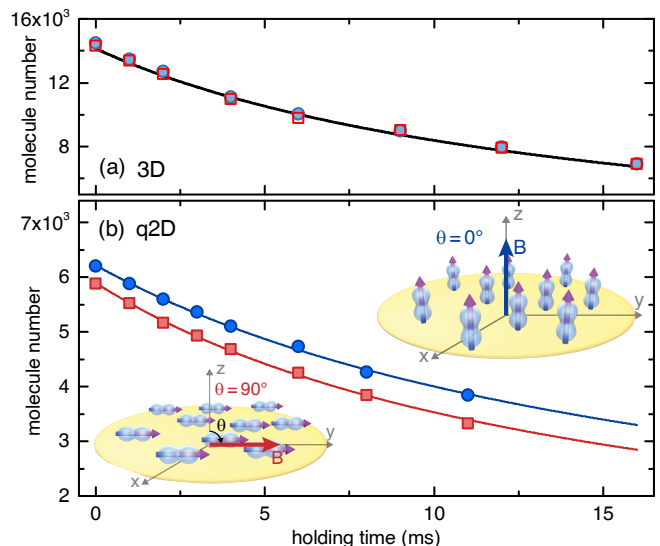 16x10³
12
8
molecule number
(a) 3D
7x10³
6
5
4
3
2
molecule number
(b) q2D
θ = 0°
z
B
y
x
z
θ = 90°
θ
y
B
x
0
5
10
15
holding time (ms)